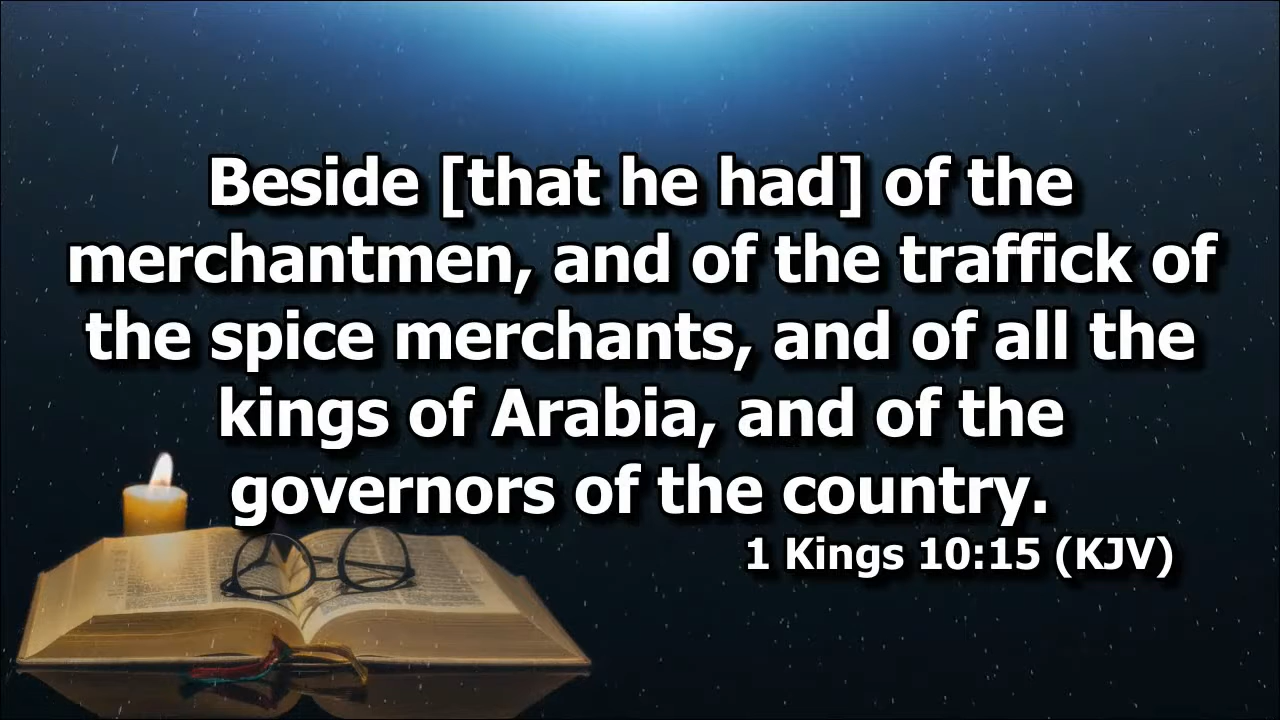 Beside [that he had] of the
merchantmen, and of the traffick of
the spice merchants, and of all the
kings of Arabia, and of the
governors of the country.
1 Kings 10:15 (KJV)